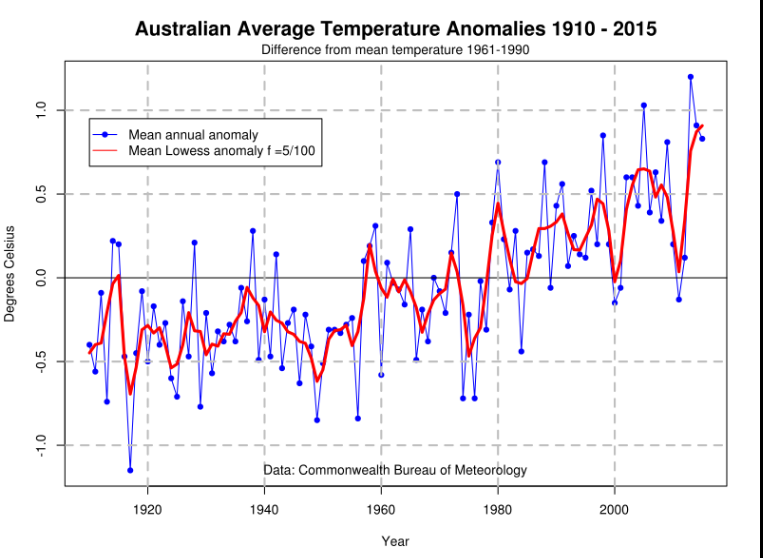 Australian Average Temperature Anomalies 1910 - 2015
Difference from mean temperature 1961-1990
Degrees Celsius
1.0
0.5
0.0
-0.5
-1.0
Mean annual anomaly
Mean Lowess anomaly f =5/100
Data: Commonwealth Bureau of Meteorology
1920 1940 1960 1980 2000
Year